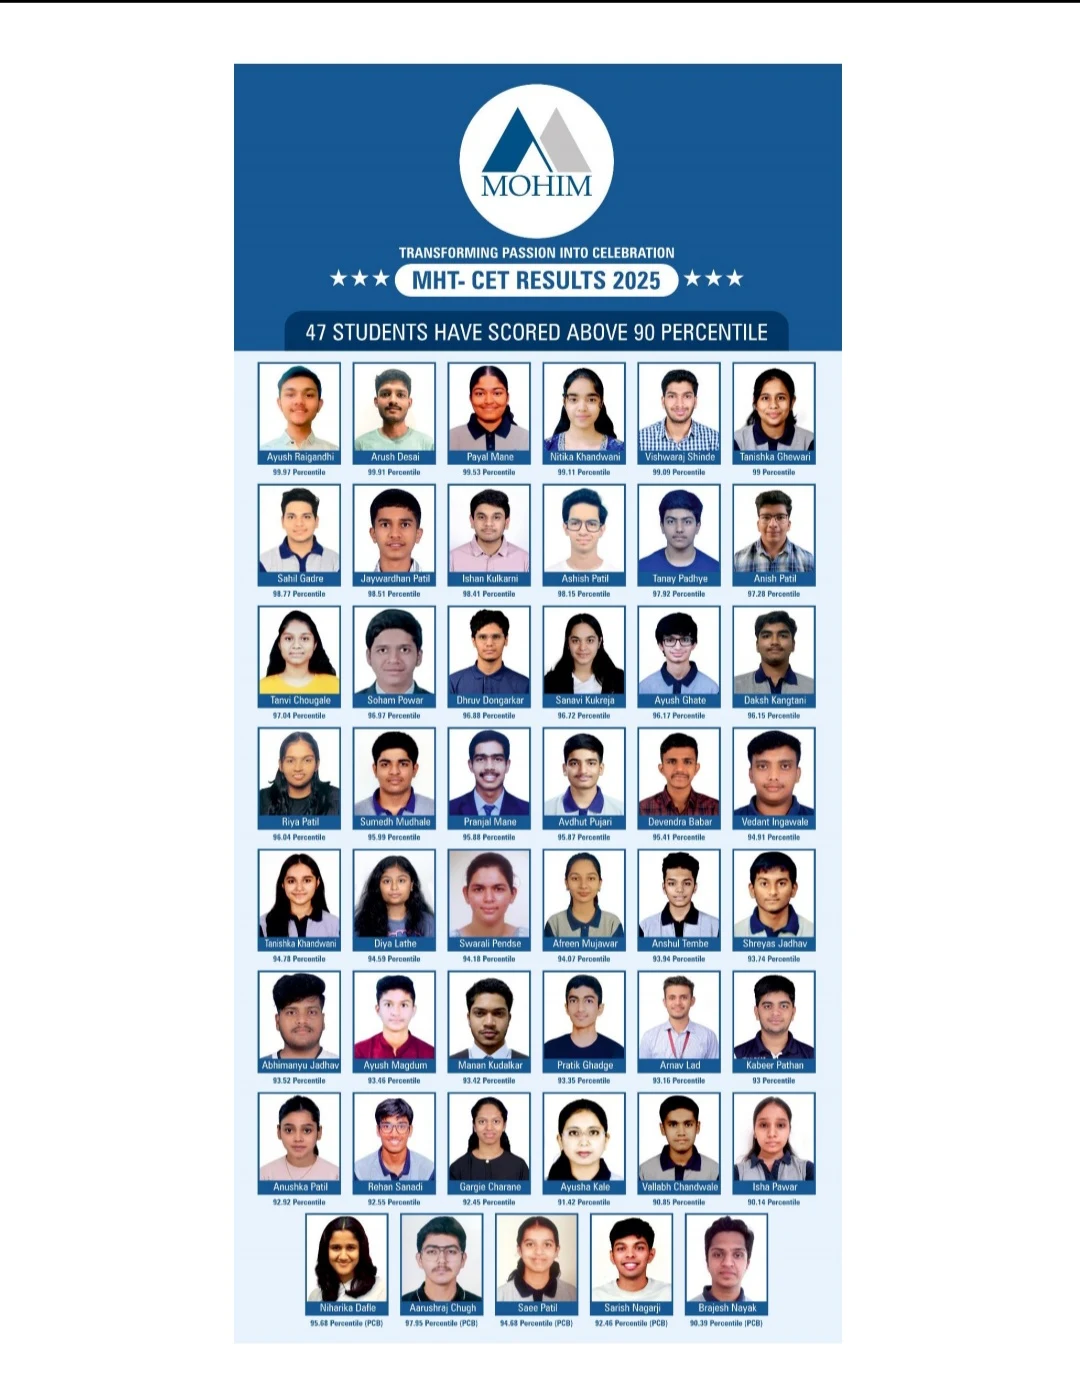 MOHIM
TRANSFORMING PASSION INTO CELEBRATION
MHT- CET RESULTS 2025
47 STUDENTS HAVE SCORED ABOVE 90 PERCENTILE
Ayush Raigandhi Arush Desai Payal Mane Nitika Khandwani Vishwaraj Shinde Tanishka Ghewari
99.97 Percentile 99.91 Percentile 99.53 Percentile 99.11 Percentile 99.09 Percentile 99 Percentile
Sahil Gadre Jaywardhan Patil Ishan Kulkarni Ashish Patil Tanay Padhye Anish Patil
98.77 Percentile 98.51 Percentile 98.41 Percentile 98.15 Percentile 97.92 Percentile 97.28 Percentile
Tanvi Chougale Soham Powar Dhruv Dongarkar Sanavi Kukreja Ayush Ghate Daksh Kangtani
97.04 Percentile 96.97 Percentile 96.88 Percentile 96.72 Percentile 96.17 Percentile 96.15 Percentile
Riya Patil Sumedh Mudhale Pranjal Mane Avdhut Pujari Devendra Babar Vedant Ingawale
96.04 Percentile 95.99 Percentile 95.88 Percentile 95.87 Percentile 95.41 Percentile 94.91 Percentile
Tanishka Khandwani Diya Lathe Swarali Pendse Afreen Mujawar Anshul Tembe Shreyas Jadhav
94.78 Percentile 94.59 Percentile 94.18 Percentile 94.07 Percentile 93.94 Percentile 93.74 Percentile
Abhimanyu Jadhav Ayush Magdum Manan Kudalkar Pratik Ghadge Arnav Lad Kabeer Pathan
93.52 Percentile 93.46 Percentile 93.42 Percentile 93.35 Percentile 93.16 Percentile 93 Percentile
Anushka Patil Rehan Sanadi Gargie Charane Ayusha Kale Vallabh Chandwale Isha Pawar
92.92 Percentile 92.55 Percentile 92.45 Percentile 91.42 Percentile 90.85 Percentile 90.14 Percentile
Niharika Dafle Aarushraj Chugh Saee Patil Sarish Nagarji Brajesh Nayak
95.68 Percentile (PCB) 97.95 Percentile (PCB) 94.68 Percentile (PCB) 92.46 Percentile (PCB) 90.39 Percentile (PCB)